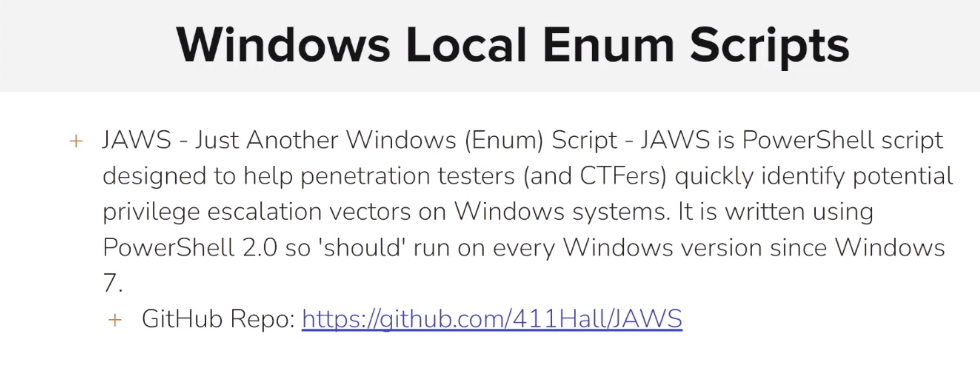 Windows Local Enum Scripts
+ JAWS - Just Another Windows (Enum) Script - JAWS is PowerShell script
designed to help penetration testers (and CTFers) quickly identify potential
privilege escalation vectors on Windows systems. It is written using
PowerShell 2.0 so 'should' run on every Windows version since Windows
7.
+ GitHub Repo: https://github.com/411Hall/JAWS